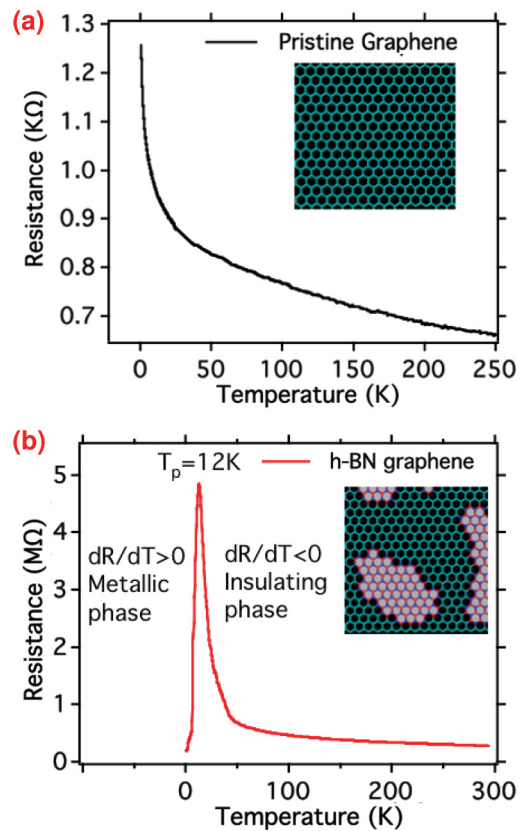 (a)
1.3
1.2
1.1
1.0
0.9
0.8
0.7
Resistance (KΩ)
Pristine Graphene
0
50
100
150
200
250
Temperature (K)
(b)
5
4
3
2
1
0
Resistance (MΩ)
Tp=12K
h-BN graphene
dR/dT>0
Metallic
phase
dR/dT<0
Insulating
phase
0
100
200
300
Temperature (K)